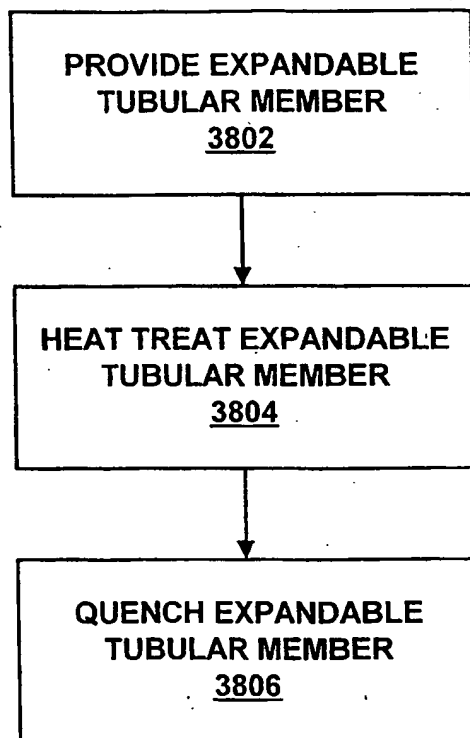 PROVIDE EXPANDABLE
TUBULAR MEMBER
3802
HEAT TREAT EXPANDABLE
TUBULAR MEMBER
3804
QUENCH EXPANDABLE
TUBULAR MEMBER
3806